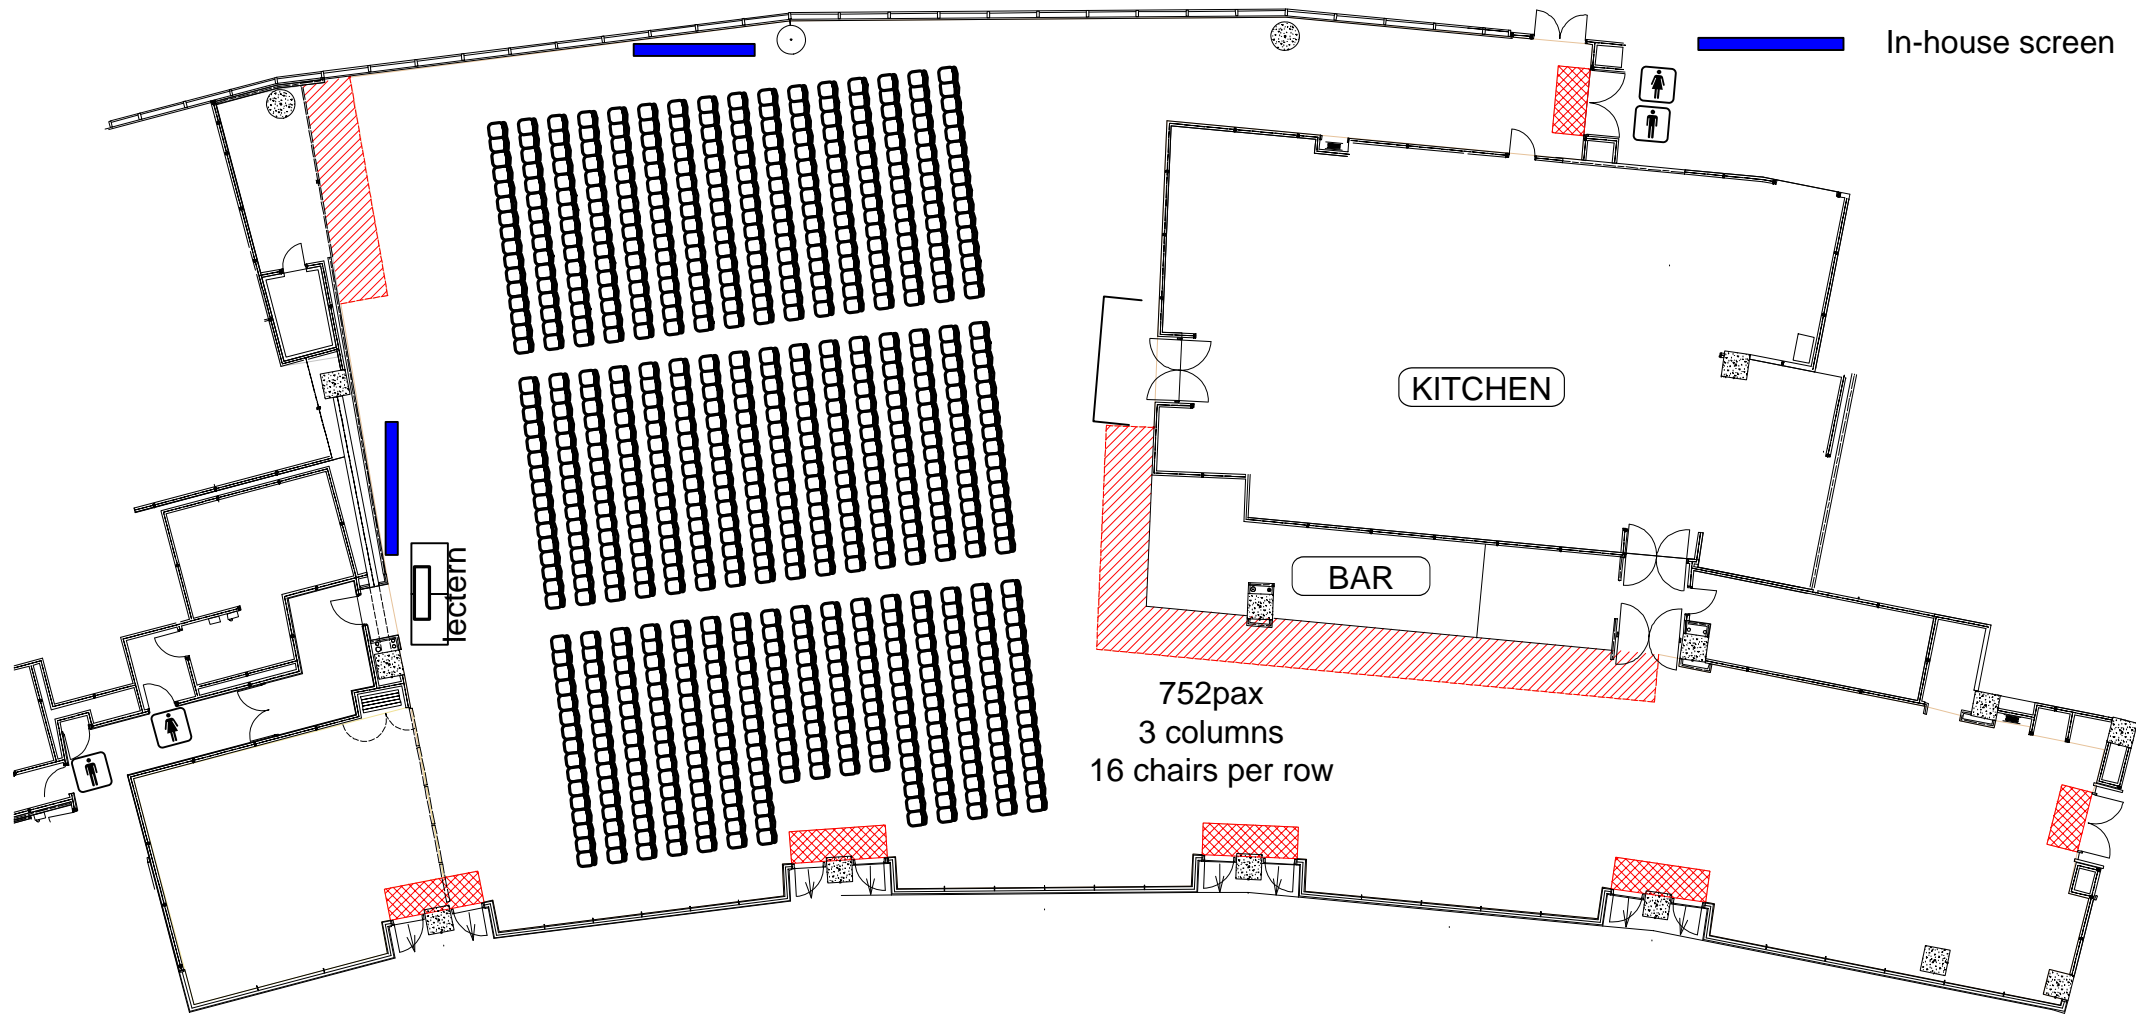 In-house screen
KITCHEN
BAR
lectern
752pax
3 columns
16 chairs per row